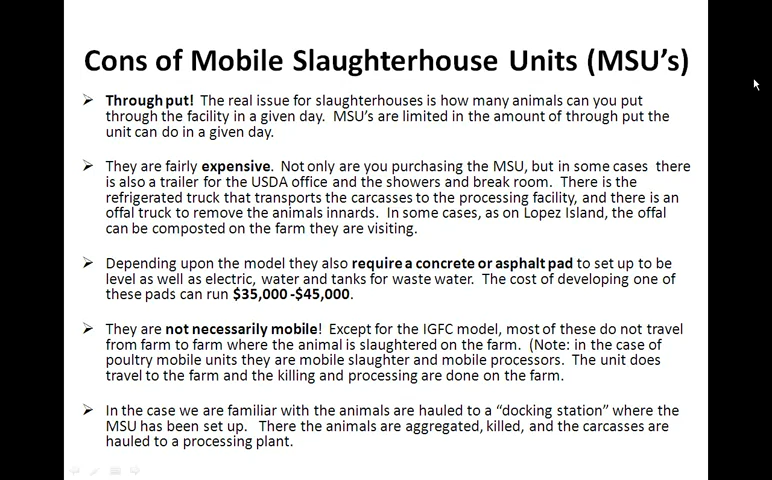 Cons of Mobile Slaughterhouse Units (MSU's)
Through put! The real issue for slaughterhouses is how many animals can you put
through the facility in a given day. MSU's are limited in the amount of through put the
unit can do in a given day.
They are fairly expensive. Not only are you purchasing the MSU, but in some cases there
is also a trailer for the USDA office and the showers and break room. There is the
refrigerated truck that transports the carcasses to the processing facility, and there is an
offal truck to remove the animals innards. In some cases, as on Lopez Island, the offal
can be composted on the farm they are visiting.
Depending upon the model they also require a concrete or asphalt pad to set up to be
level as well as electric, water and tanks for waste water. The cost of developing one of
these pads can run $35,000 -$45,000.
They are not necessarily mobile! Except for the IGFC model, most of these do not travel
from farm to farm where the animal is slaughtered on the farm. (Note: in the case of
poultry mobile units they are mobile slaughter and mobile processors. The unit does
travel to the farm and the killing and processing are done on the farm.
In the case we are familiar with the animals are hauled to a "docking station" where the
MSU has been set up. There the animals are aggregated, killed, and the carcasses are
hauled to a processing plant.